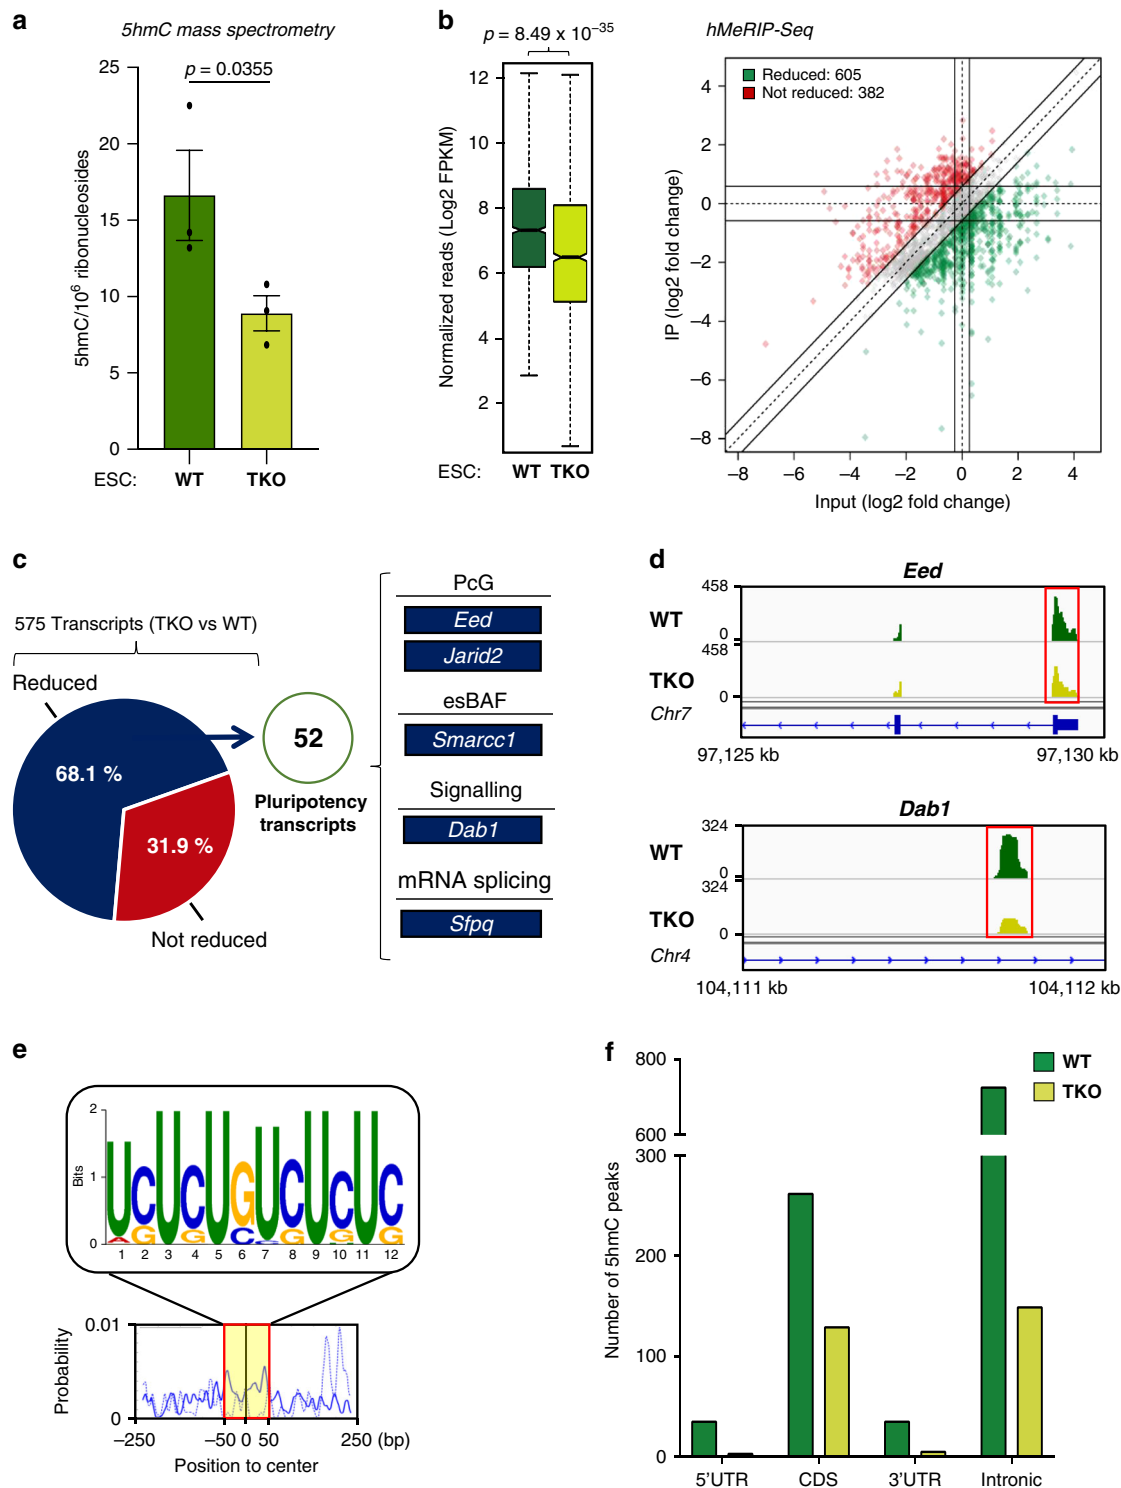 a
5hmC mass spectrometry
p = 0.0355
25
20
15
10
5
0
5hmC/10⁶ ribonucleosides
ESC: WT TKO
b
p = 8.49 x 10⁻³⁵
12
10
8
6
4
2
Normalized reads (Log2 FPKM)
ESC: WT TKO
hMeRIP-Seq
Reduced: 605
Not reduced: 382
4
2
0
−2
−4
−6
−8
IP (log2 fold change)
−8 −6 −4 −2 0 2 4
Input (log2 fold change)
c
575 Transcripts (TKO vs WT)
Reduced
68.1 %
31.9 %
Not reduced
52
Pluripotency
transcripts
PcG
Eed
Jarid2
esBAF
Smarcc1
Signalling
Dab1
mRNA splicing
Sfpq
d
Eed
458
WT
0
458
TKO
0
Chr7
97,125 kb 97,130 kb
Dab1
324
WT
0
324
TKO
0
Chr4
104,111 kb 104,112 kb
e
2
1
0
Bits
UCUCUGUCUCUC
AGGCGGG
1 2 3 4 5 6 7 8 9 10 11 12
0.01
0
Probability
−250 −50 0 50 250 (bp)
Position to center
f
WT
TKO
800
600
300
200
100
0
Number of 5hmC peaks
5'UTR CDS 3'UTR Intronic